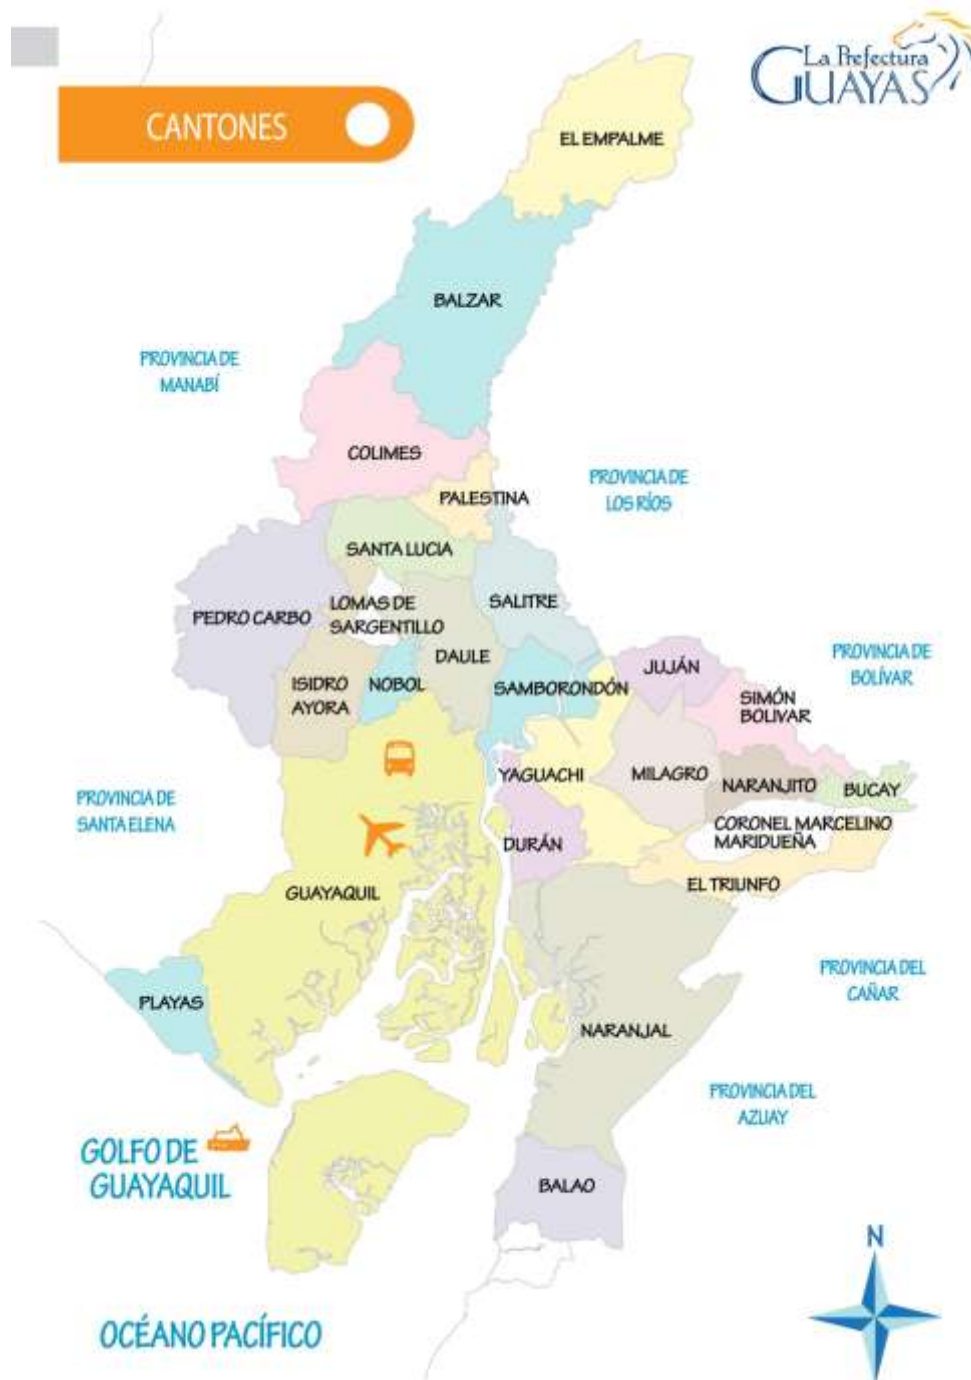 La Prefectura
GUAYAS
CANTONES
EL EMPALME
BALZAR
PROVINCIA DE
MANABÍ
COLIMES
PROVINCIA DE
LOS RÍOS
PALESTINA
SANTA LUCIA
SALITRE
LOMAS DE
SARGENTILLO
PEDRO CARBO
DAULE
JUJÁN
PROVINCIA DE
BOLÍVAR
ISIDRO
AYORA
NOBOL
SAMBORONDÓN
SIMÓN
BOLIVAR
YAGUACHI
MILAGRO
NARANJITO
BUCAY
PROVINCIA DE
SANTA ELENA
CORONEL MARCELINO
MARIDUEÑA
DURÁN
EL TRIUNFO
GUAYAQUIL
PROVINCIA DEL
CAÑAR
PLAYAS
NARANJAL
PROVINCIA DEL
AZUAY
GOLFO DE
GUAYAQUIL
BALAO
N
OCÉANO PACÍFICO